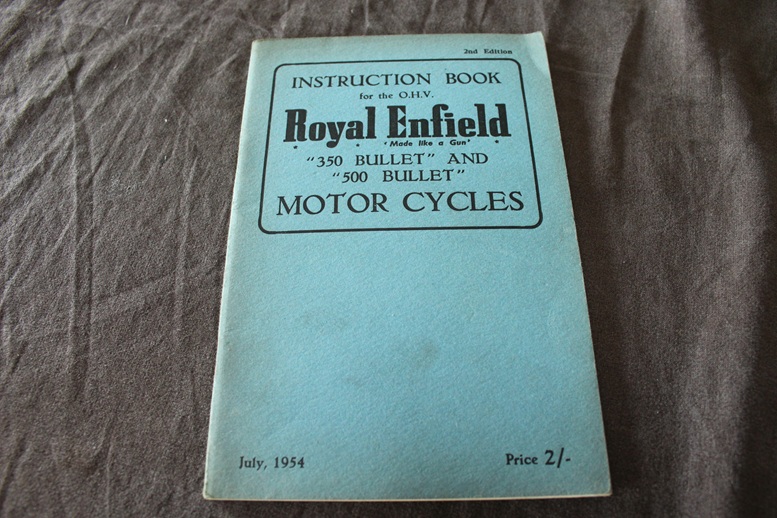 2nd Edition
INSTRUCTION BOOK
for the O.H.V.
Royal Enfield
'Made like a Gun'
"350 BULLET" AND
"500 BULLET"
MOTOR CYCLES
July, 1954
Price 2/-